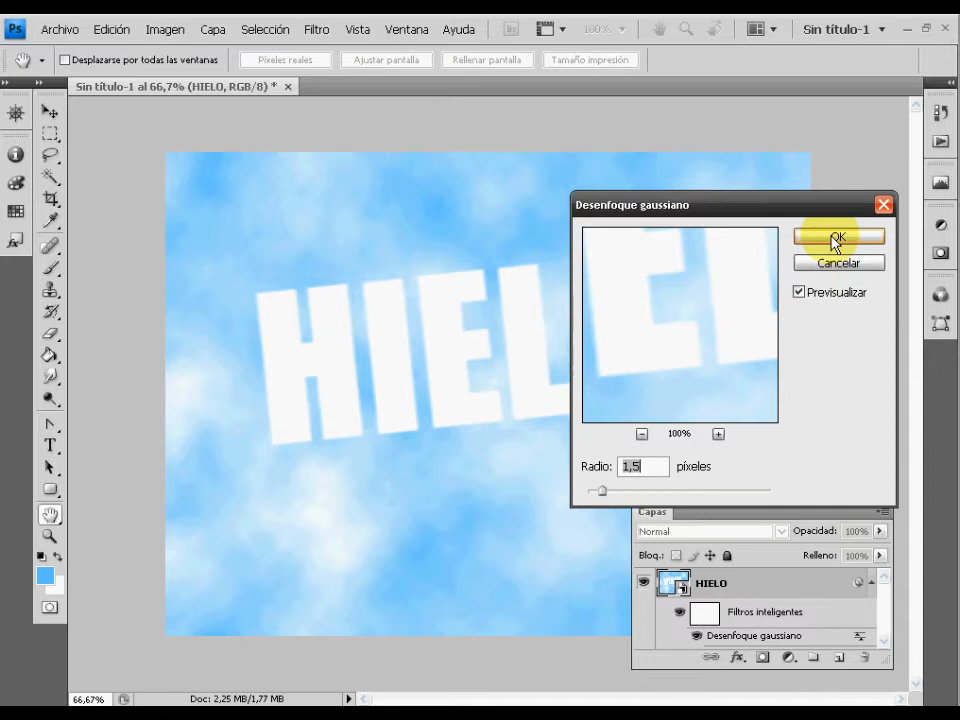 Ps Archivo Edición Imagen Capa Selección Filtro Vista Ventana Ayuda Br 100% Sin título-1
Desplazarse por todas las ventanas Píxeles reales Ajustar pantalla Rellenar pantalla Tamaño impresión
Sin título-1 al 66,7% (HIELO, RGB/8) *
HIEL
Desenfoque gaussiano
OK
Cancelar
Previsualizar
100%
Radio: 1,5 píxeles
Capas
Normal Opacidad: 100%
Bloq.: Relleno: 100%
HIELO
Filtros inteligentes
Desenfoque gaussiano
66,67% Doc: 2,25 MB/1,77 MB